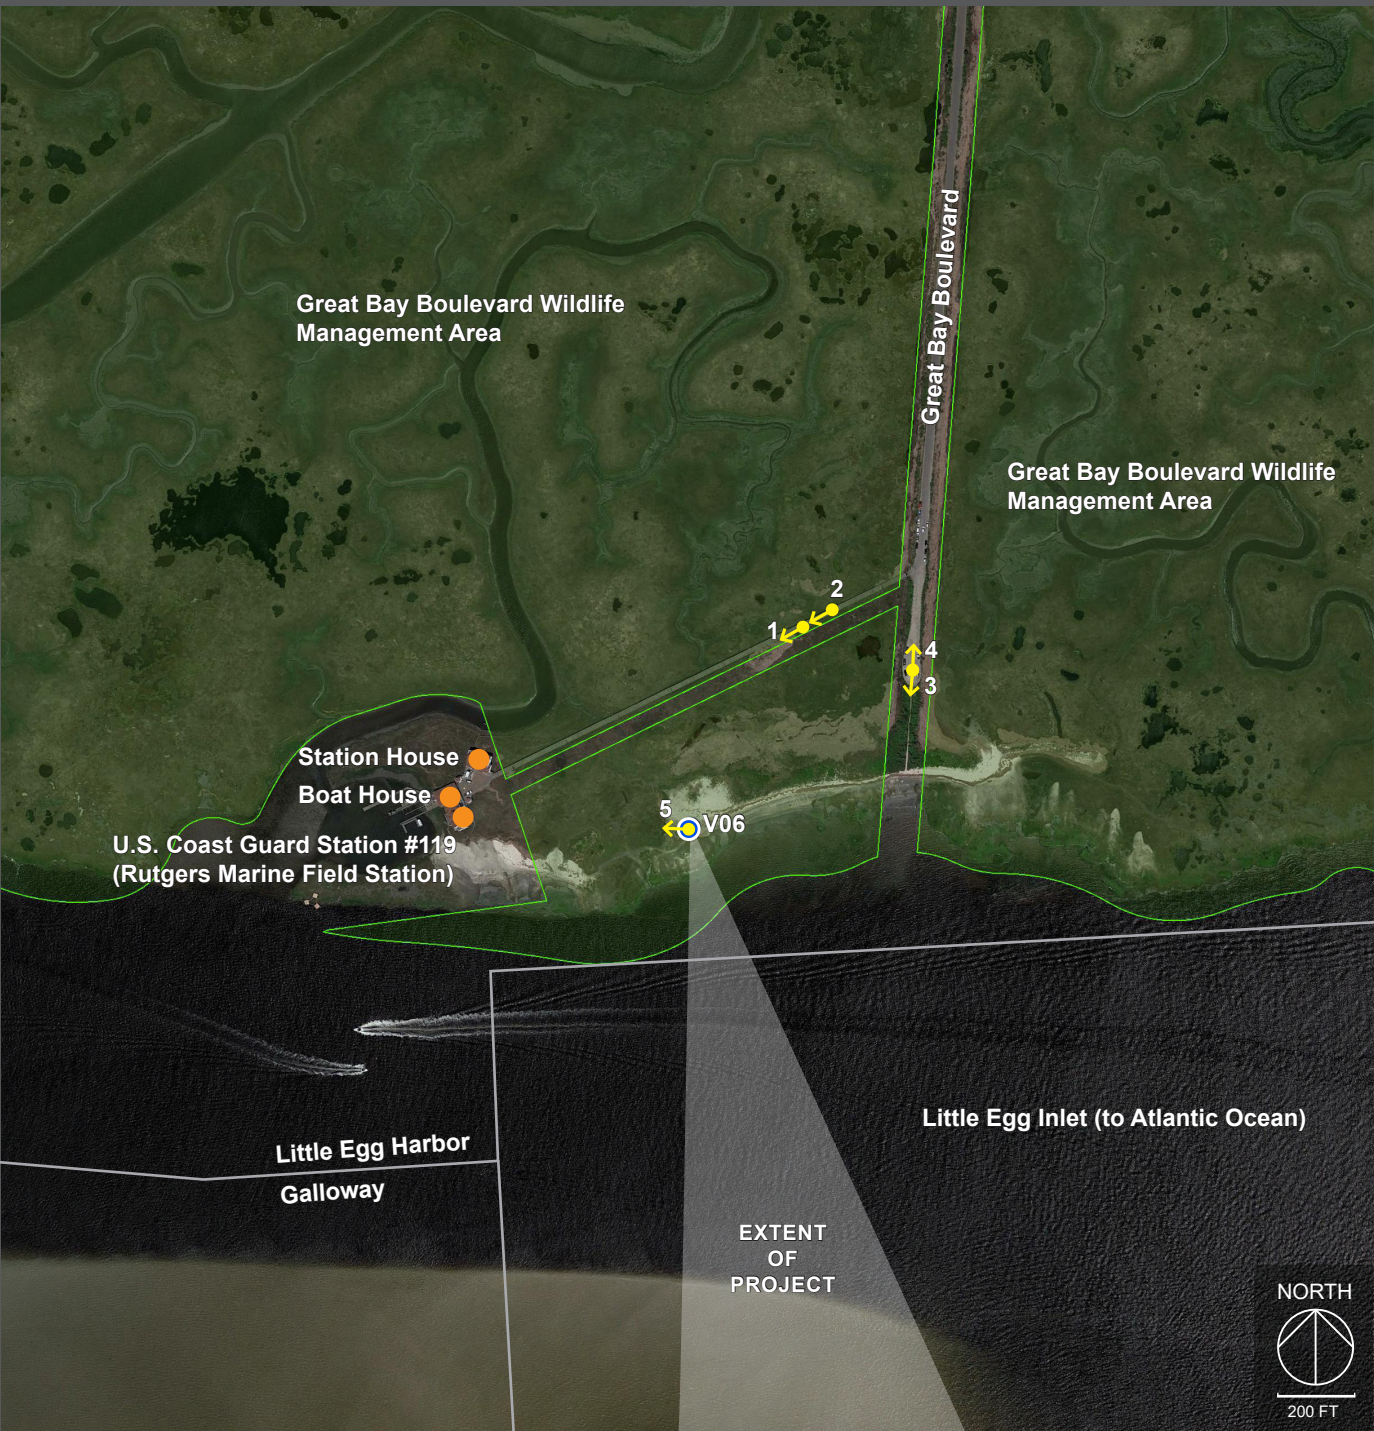 Great Bay Boulevard
Great Bay Boulevard Wildlife
Management Area
Great Bay Boulevard Wildlife
Management Area
2
1
4
3
Station House
Boat House
5
V06
U.S. Coast Guard Station #119
(Rutgers Marine Field Station)
Little Egg Inlet (to Atlantic Ocean)
Little Egg Harbor
Galloway
EXTENT
OF
PROJECT
NORTH
200 FT